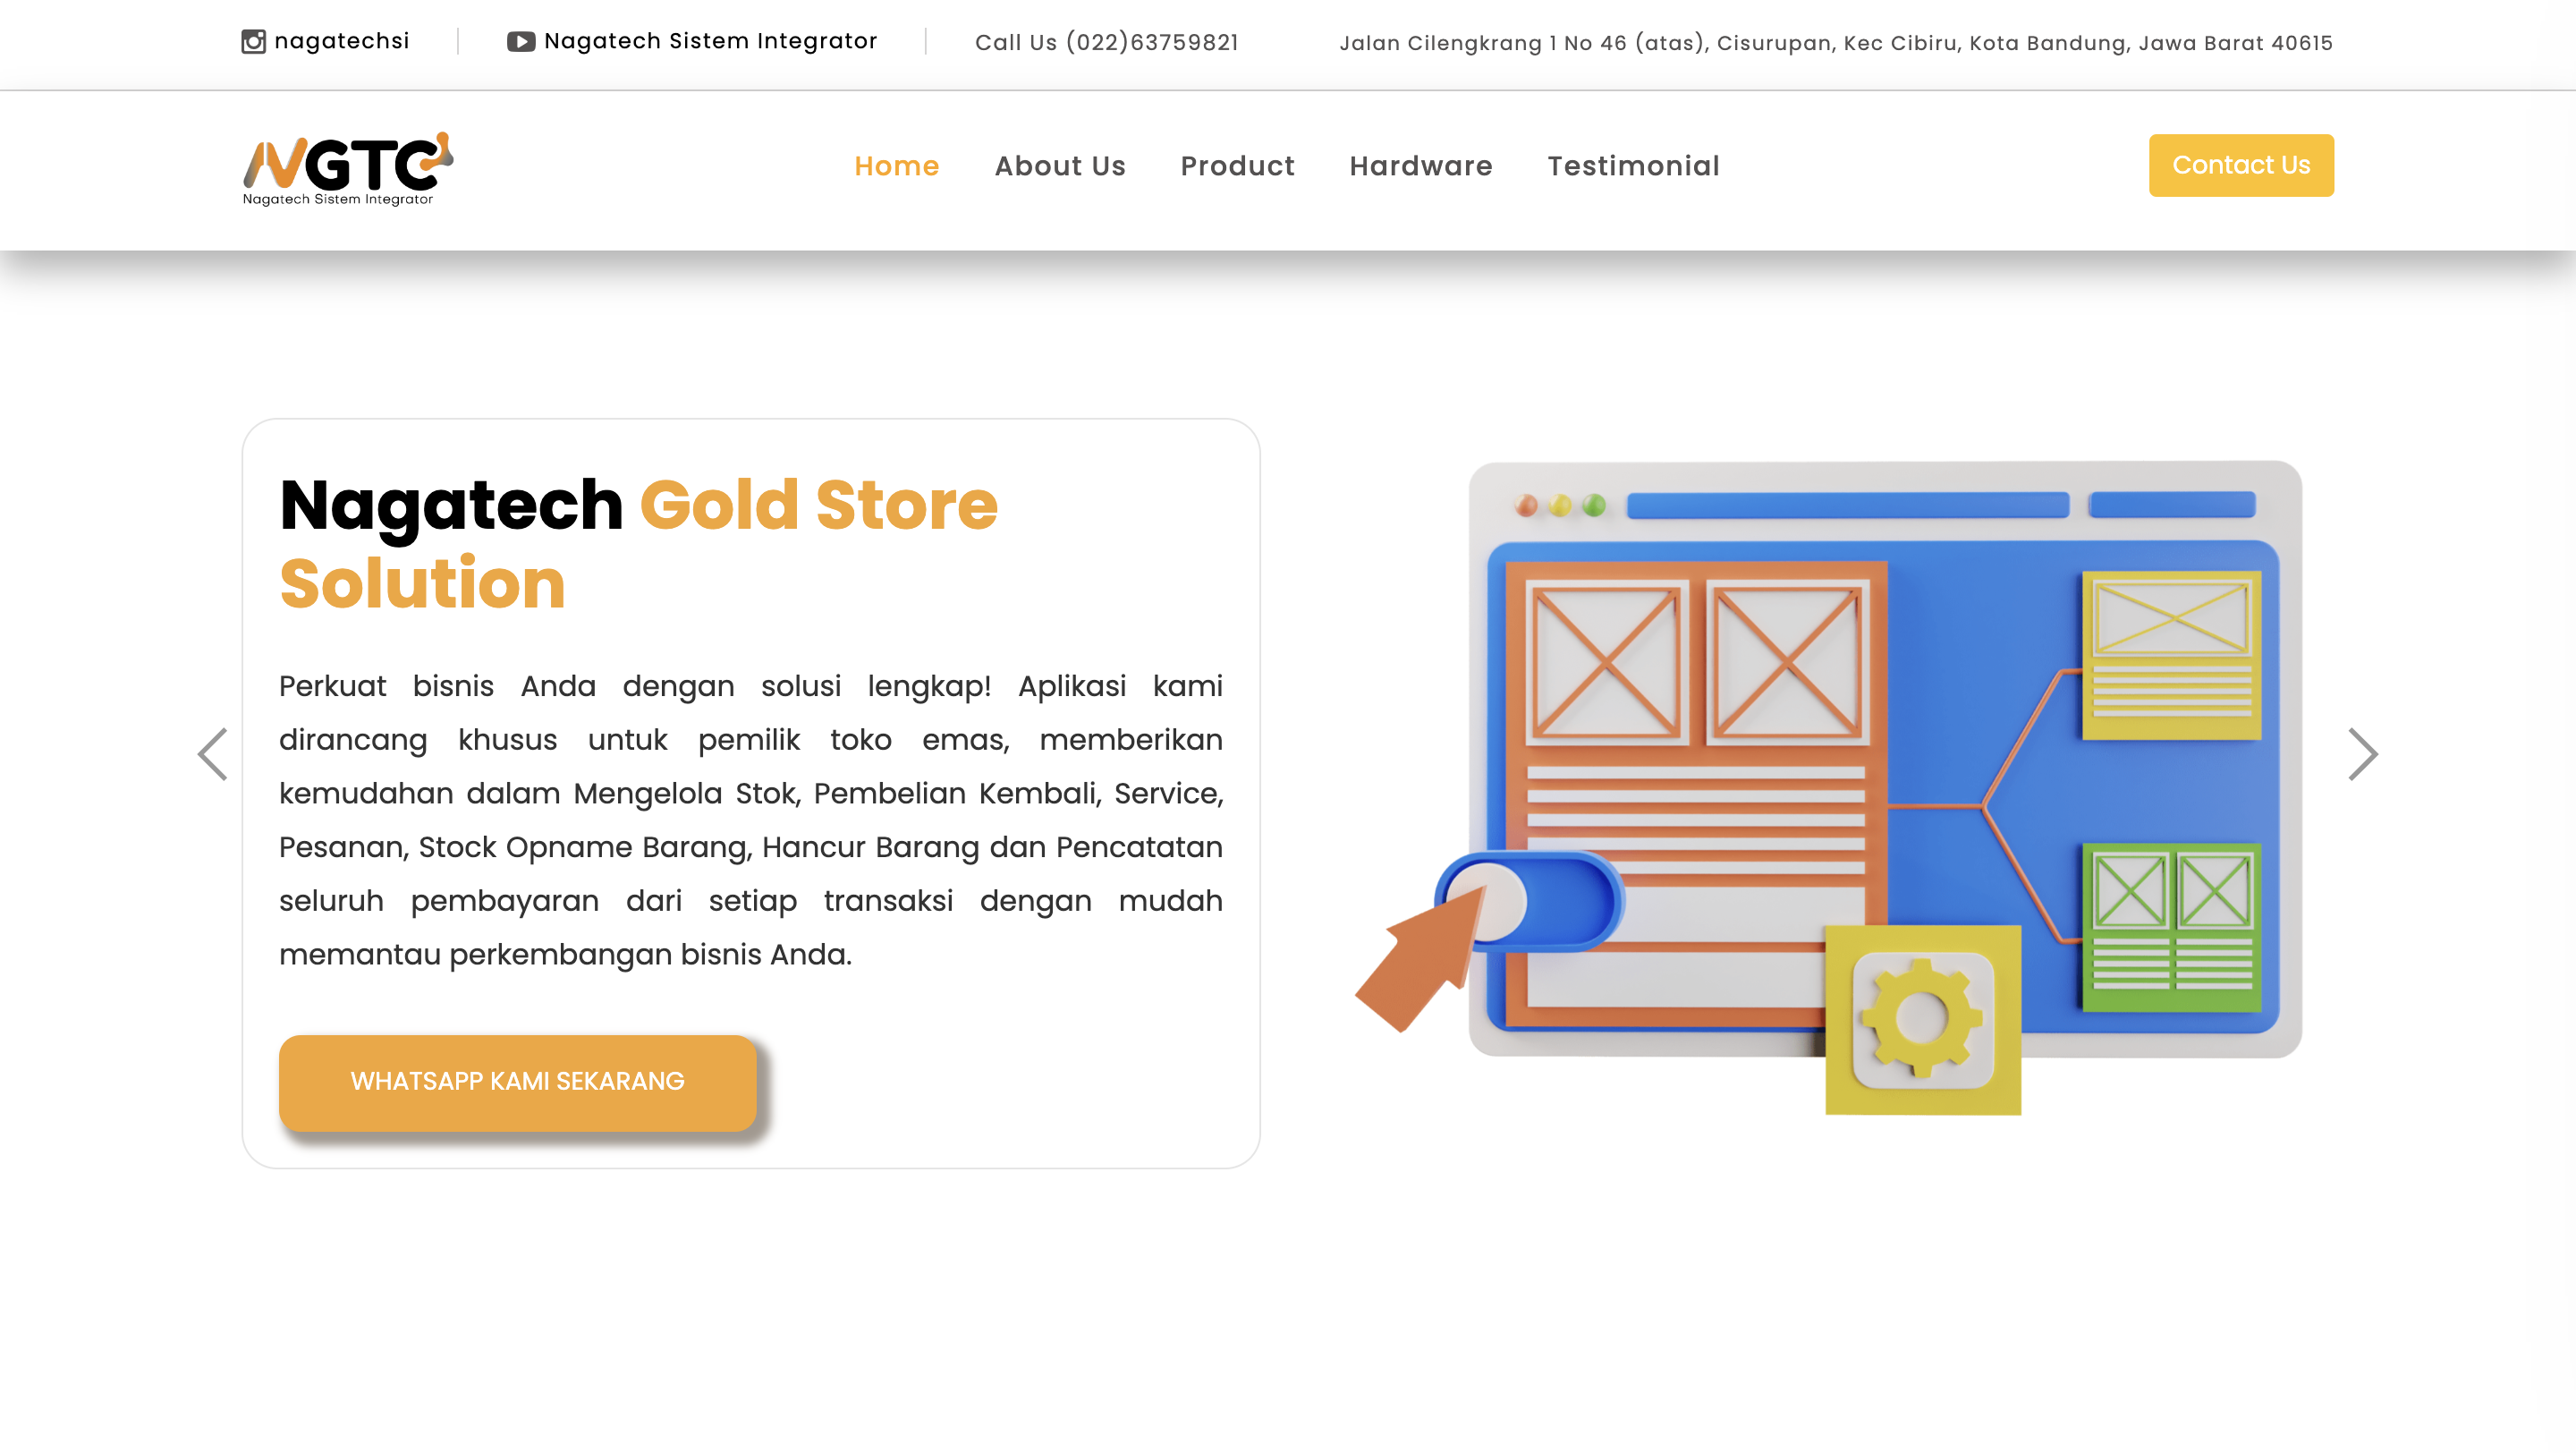 nagatechsi
Nagatech Sistem Integrator
Call Us (022)63759821
Jalan Cilengkrang 1 No 46 (atas), Cisurupan, Kec Cibiru, Kota Bandung, Jawa Barat 40615
NGTC
Nagatech Sistem Integrator
Home
About Us
Product
Hardware
Testimonial
Contact Us
Nagatech Gold Store
Solution
Perkuat bisnis Anda dengan solusi lengkap! Aplikasi kami
dirancang khusus untuk pemilik toko emas, memberikan
kemudahan dalam Mengelola Stok, Pembelian Kembali, Service,
Pesanan, Stock Opname Barang, Hancur Barang dan Pencatatan
seluruh pembayaran dari setiap transaksi dengan mudah
memantau perkembangan bisnis Anda.
WHATSAPP KAMI SEKARANG